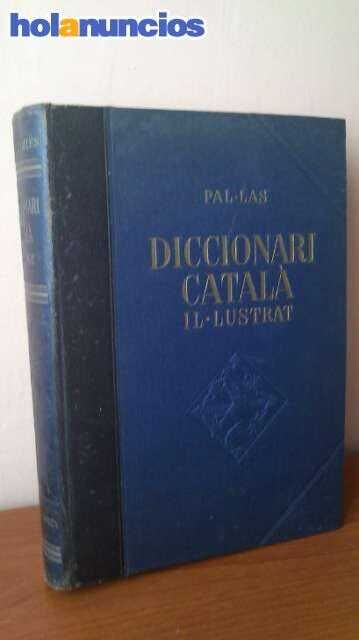 holanuncios
PAL·LAS
DICCIONARI
CATALÀ
IL·LUSTRAT